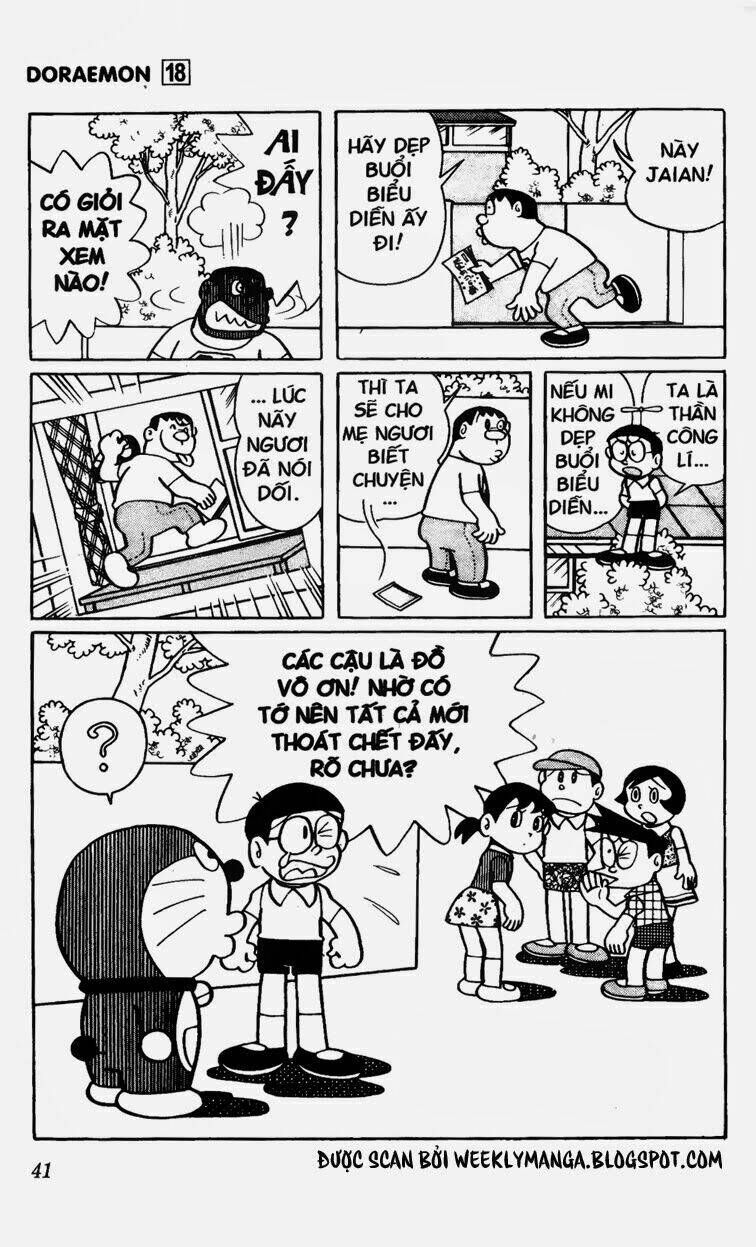 DORAEMON 18
AI
ĐẤY
?
CÓ GIỎI
RA MẶT
XEM
NÀO!
HÃY DẸP
BUỔI
BIỂU
DIỄN ẤY
ĐI!
NÀY
JAIAN!
... LÚC
NÃY
NGƯƠI
ĐÃ NÓI
DỐI.
THÌ TA
SẼ CHO
MẸ NGƯƠI
BIẾT
CHUYỆN
...
NẾU MI
KHÔNG
DẸP
BUỔI
BIỂU
DIỄN...
TA LÀ
THẦN
CÔNG
LÍ...
?
CÁC CẬU LÀ ĐỒ
VÔ ƠN! NHỜ CÓ
TỚ NÊN TẤT CẢ MỚI
THOÁT CHẾT ĐẤY,
RÕ CHƯA?
41
ĐƯỢC SCAN BỞI WEEKLYMANGA.BLOGSPOT.COM